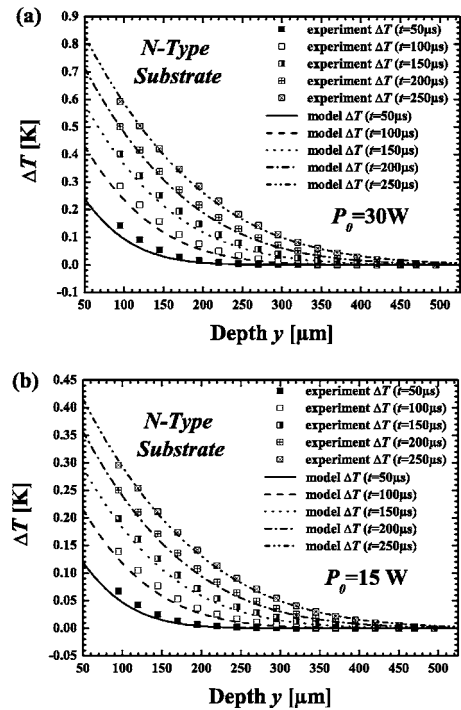 (a)
0.9
0.8
0.7
0.6
0.5
0.4
0.3
0.2
0.1
0.0
-0.1
ΔT [K]
N-Type
Substrate
experiment ΔT (t=50μs)
experiment ΔT (t=100μs)
experiment ΔT (t=150μs)
experiment ΔT (t=200μs)
experiment ΔT (t=250μs)
model ΔT (t=50μs)
model ΔT (t=100μs)
model ΔT (t=150μs)
model ΔT (t=200μs)
model ΔT (t=250μs)
P₀=30W
50 100 150 200 250 300 350 400 450 500
Depth y [μm]
(b)
0.45
0.40
0.35
0.30
0.25
0.20
0.15
0.10
0.05
0.00
-0.05
ΔT [K]
N-Type
Substrate
experiment ΔT (t=50μs)
experiment ΔT (t=100μs)
experiment ΔT (t=150μs)
experiment ΔT (t=200μs)
experiment ΔT (t=250μs)
model ΔT (t=50μs)
model ΔT (t=100μs)
model ΔT (t=150μs)
model ΔT (t=200μs)
model ΔT (t=250μs)
P₀=15 W
50 100 150 200 250 300 350 400 450 500
Depth y [μm]